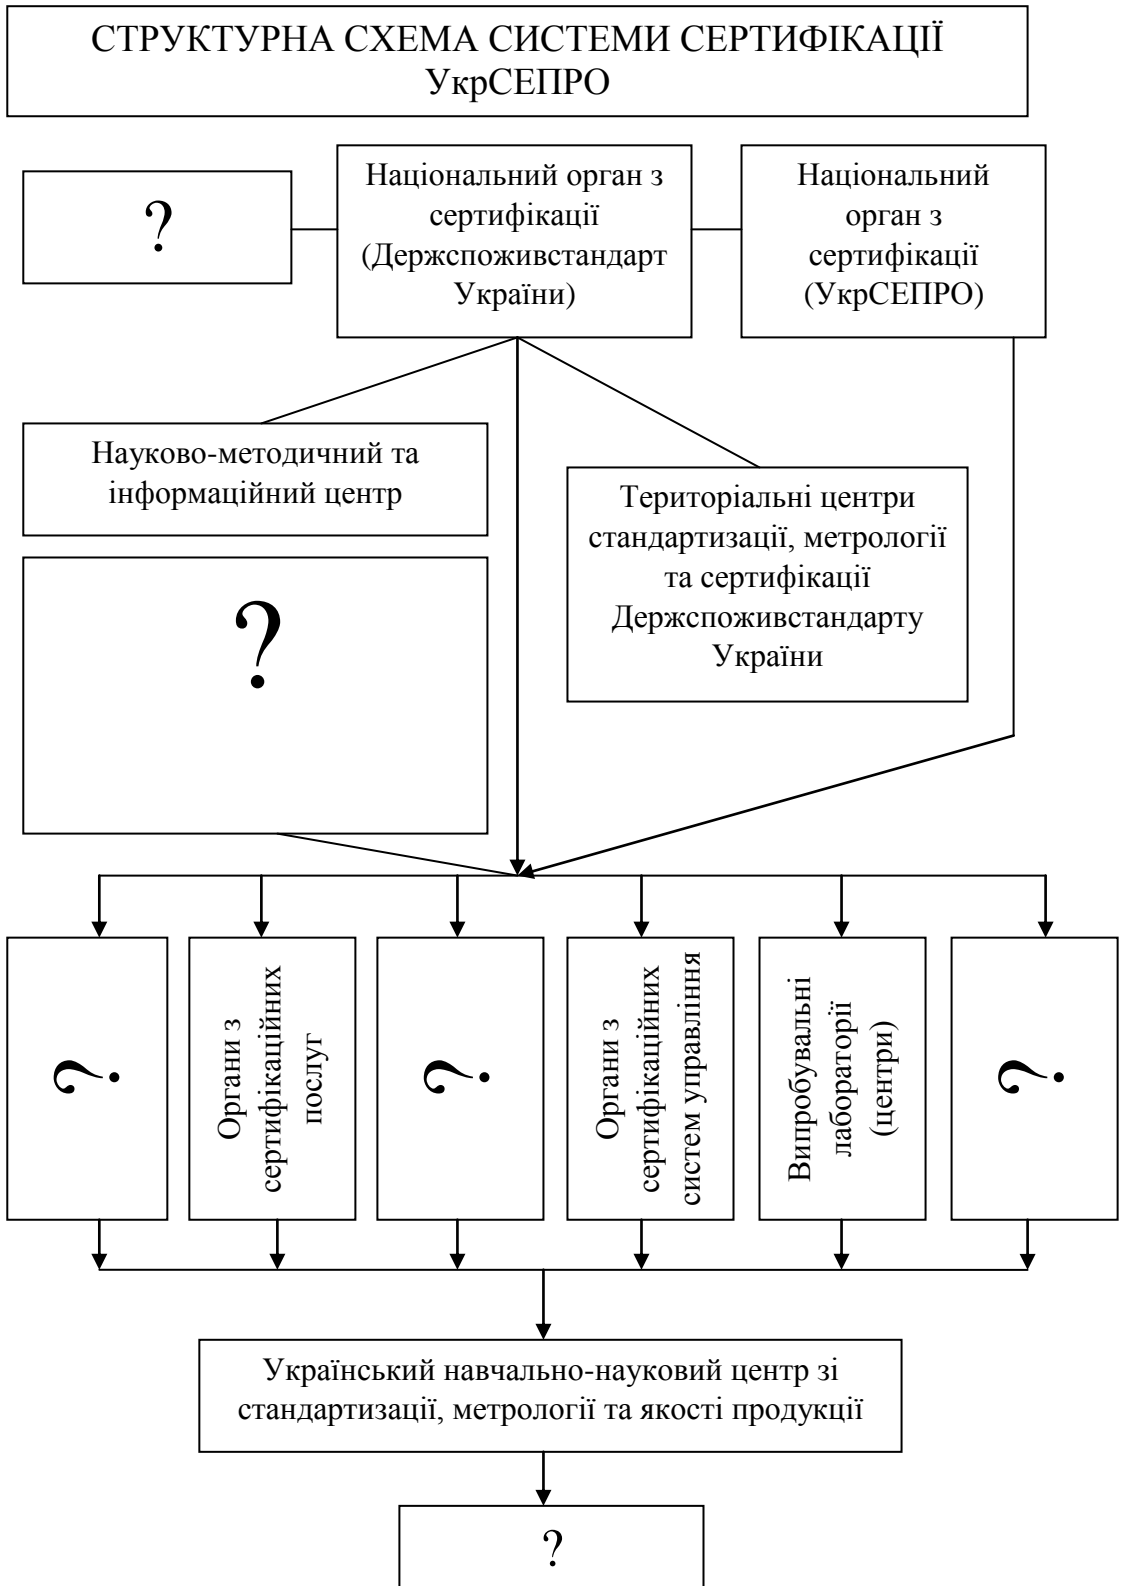 СТРУКТУРНА СХЕМА СИСТЕМИ СЕРТИФІКАЦІЇ
УкрСЕПРО
?
Національний орган з
сертифікації
(Держспоживстандарт
України)
Національний
орган з
сертифікації
(УкрСЕПРО)
Науково-методичний та
інформаційний центр
?
Територіальні центри
стандартизації, метрології
та сертифікації
Держспоживстандарту
України
?
Органи з
сертифікаційних
послуг
?
Органи з
сертифікаційних
систем управління
Випробувальні
лабораторії
(центри)
?
Український навчально-науковий центр зі
стандартизації, метрології та якості продукції
?